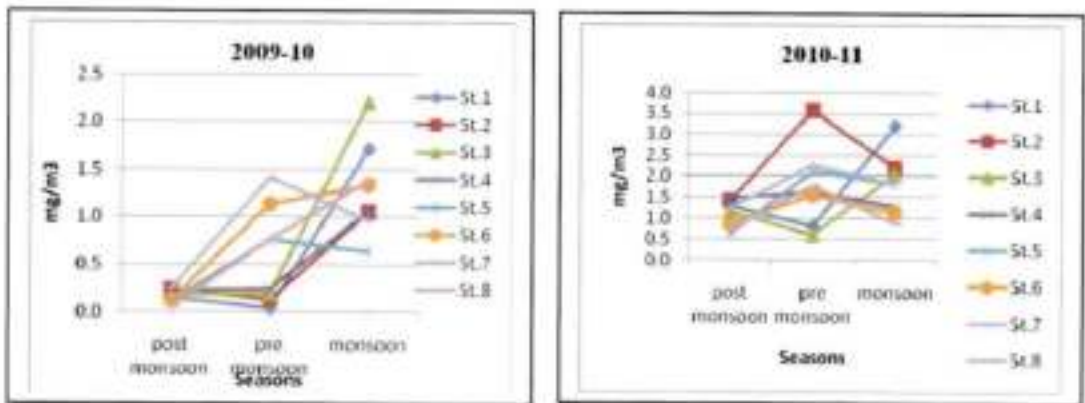 2009-10
2.5
2.0
1.5
1.0
0.5
0.0
mg/m3
post monsoon
pre monsoon
monsoon
Seasons
St.1
St.2
St.3
St.4
St.5
St.6
St.7
St.8
2010-11
4.0
3.5
3.0
2.5
2.0
1.5
1.0
0.5
0.0
mg/m3
post monsoon
pre monsoon
monsoon
Seasons
St.1
St.2
St.3
St.4
St.5
St.6
St.7
St.8